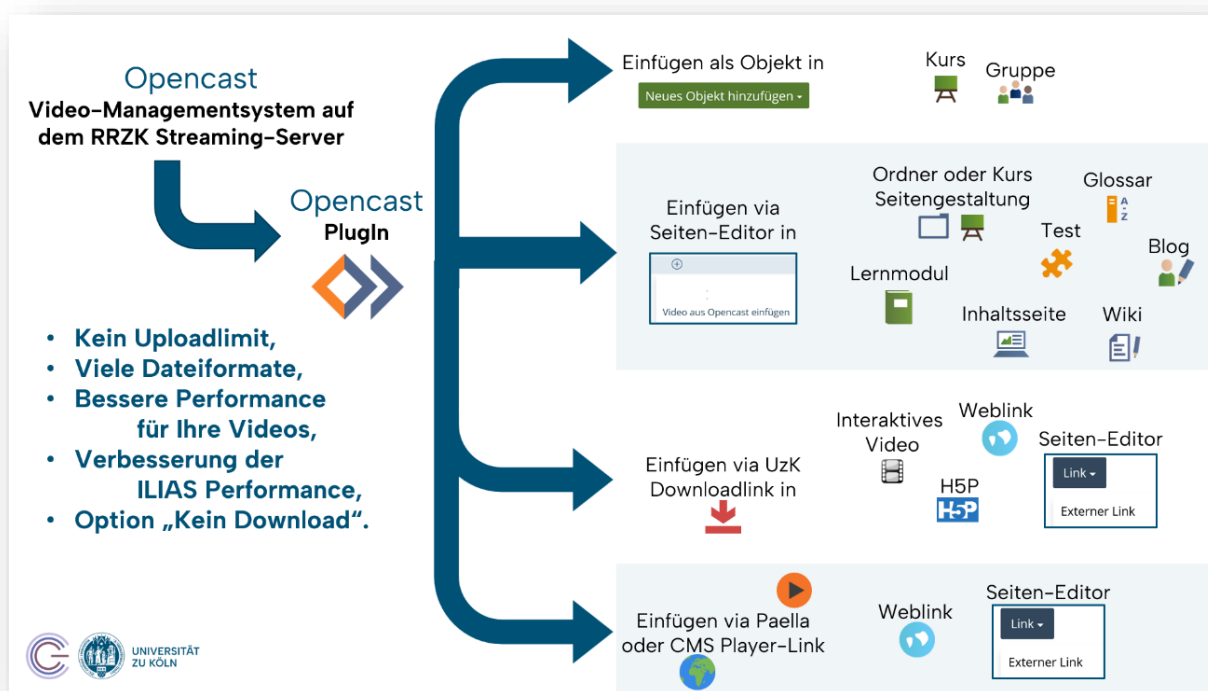 Opencast
Video-Managementsystem auf
dem RRZK Streaming-Server
Opencast
PlugIn
• Kein Uploadlimit,
• Viele Dateiformate,
• Bessere Performance
für Ihre Videos,
• Verbesserung der
ILIAS Performance,
• Option „Kein Download“.
UNIVERSITÄT
ZU KÖLN
Einfügen als Objekt in
Neues Objekt hinzufügen
Kurs
Gruppe
Einfügen via
Seiten-Editor in
Video aus Opencast einfügen
Ordner oder Kurs
Seitengestaltung
Glossar
A
-
Z
Test
Blog
Lernmodul
Inhaltsseite
Wiki
Einfügen via UzK
Downloadlink in
Interaktives
Video
Weblink
H5P
H5P
Seiten-Editor
Link
Externer Link
Einfügen via Paella
oder CMS Player-Link
Weblink
Seiten-Editor
Link
Externer Link